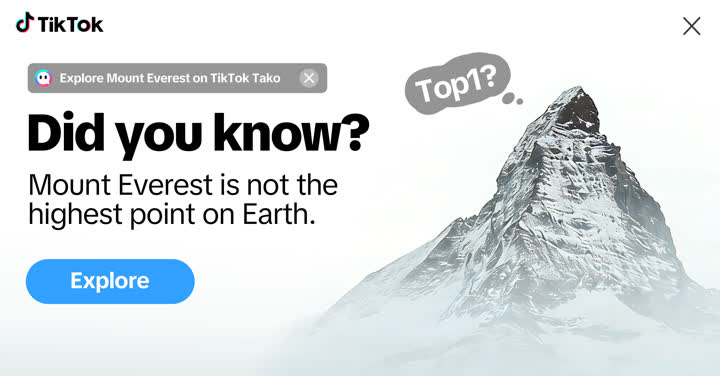 TikTok
Explore Mount Everest on TikTok Tako
Top1?
Did you know?
Mount Everest is not the
highest point on Earth.
Explore